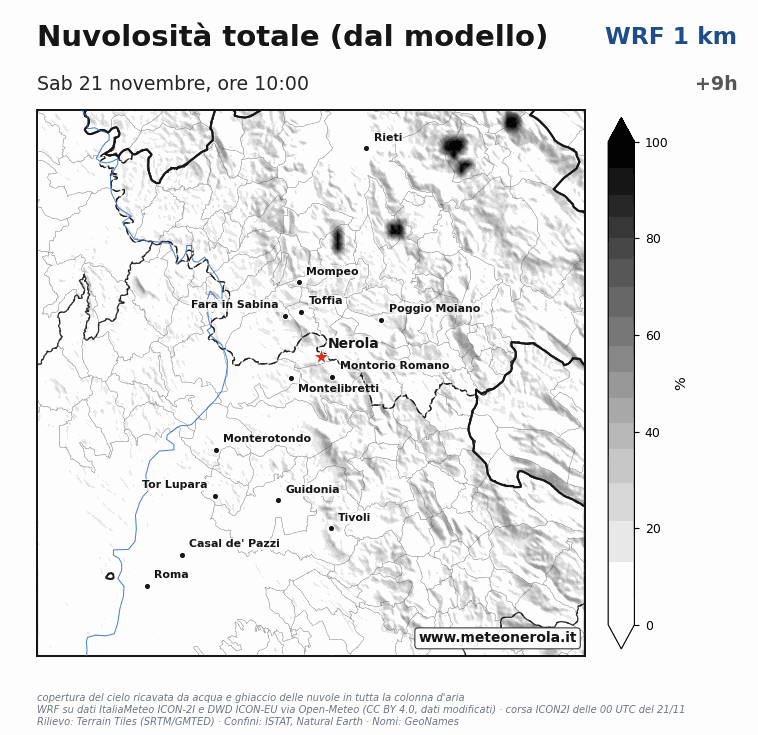 Nuvolosità totale (dal modello)
WRF 1 km
Sab 21 novembre, ore 10:00
+9h
Rieti
Mompeo
Fara in Sabina
Toffia
Poggio Moiano
Nerola
Montorio Romano
Montelibretti
Monterotondo
Tor Lupara
Guidonia
Tivoli
Casal de' Pazzi
Roma
www.meteonerola.it
100
80
60
40
20
0
%
copertura del cielo ricavata da acqua e ghiaccio delle nuvole in tutta la colonna d'aria
WRF su dati ItaliaMeteo ICON-2I e DWD ICON-EU via Open-Meteo (CC BY 4.0, dati modificati) · corsa ICON2I delle 00 UTC del 21/11
Rilievo: Terrain Tiles (SRTM/GMTED) · Confini: ISTAT, Natural Earth · Nomi: GeoNames